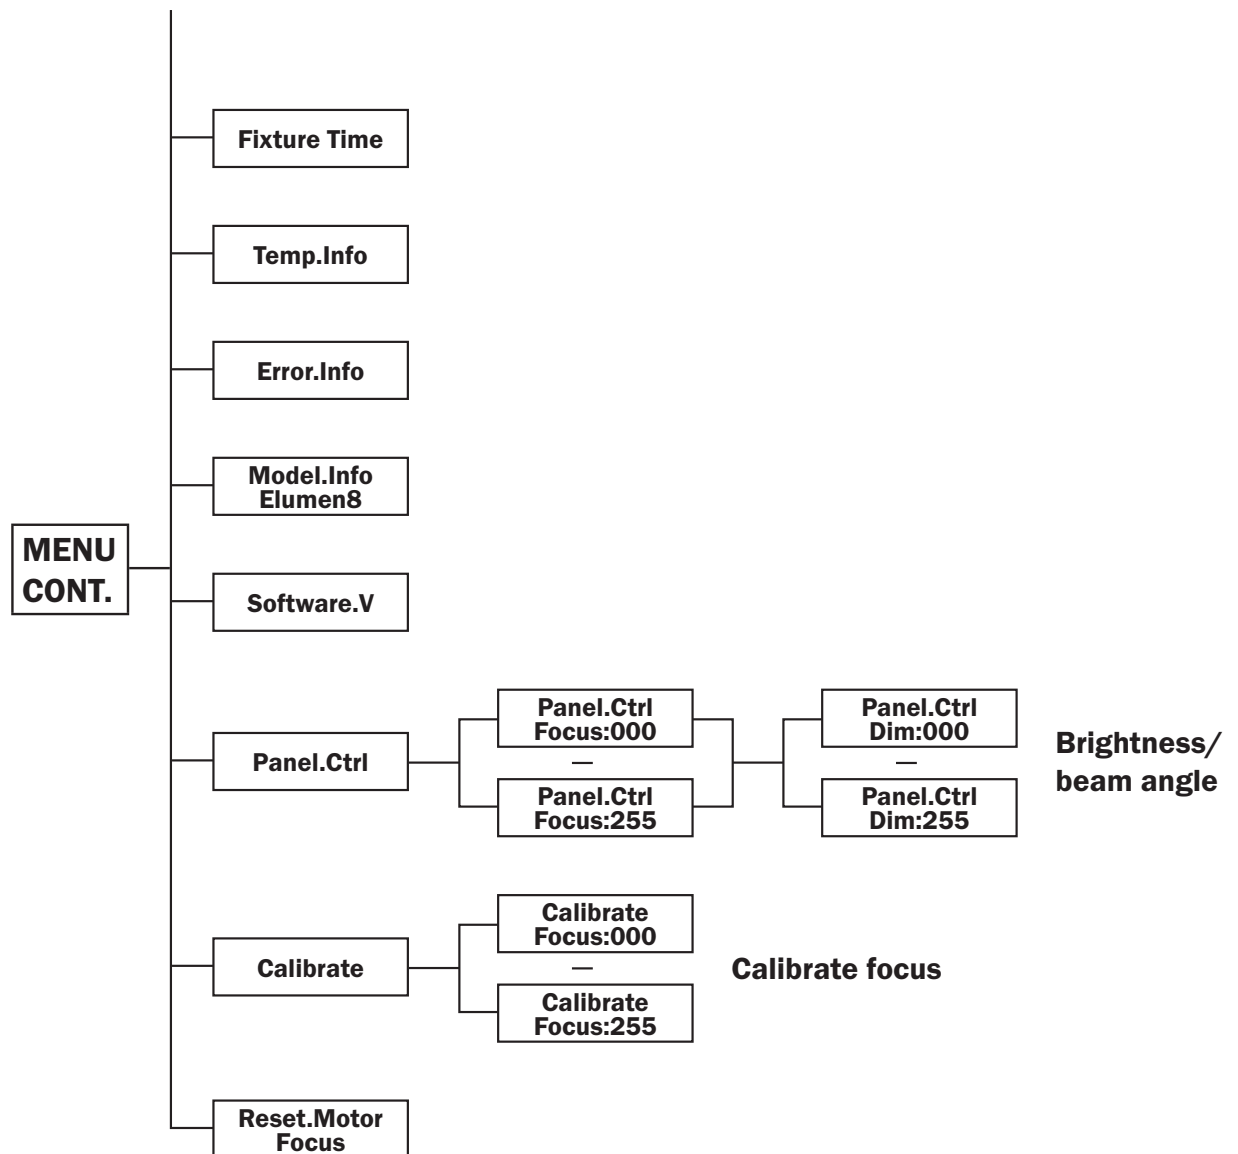 Fixture Time
Temp.Info
Error.Info
Model.Info
Elumen8
MENU
CONT.
Software.V
Panel.Ctrl
Panel.Ctrl
Focus:000
—
Panel.Ctrl
Focus:255
Panel.Ctrl
Dim:000
—
Panel.Ctrl
Dim:255
Brightness/
beam angle
Calibrate
Calibrate
Focus:000
—
Calibrate
Focus:255
Calibrate focus
Reset.Motor
Focus